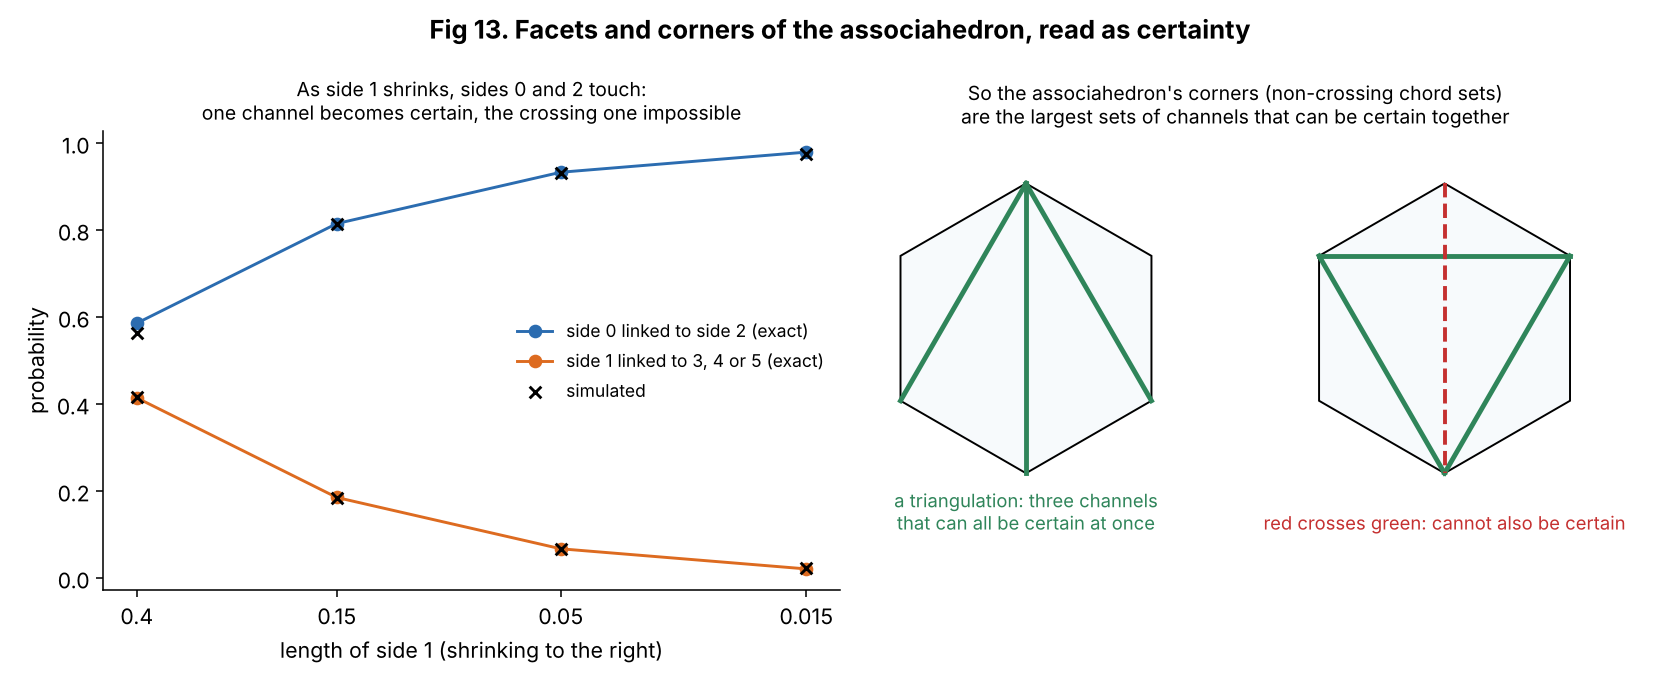 Fig 13. Facets and corners of the associahedron, read as certainty
As side 1 shrinks, sides 0 and 2 touch:
one channel becomes certain, the crossing one impossible
1.0
0.8
0.6
0.4
0.2
0.0
probability
side 0 linked to side 2 (exact)
side 1 linked to 3, 4 or 5 (exact)
simulated
0.4
0.15
0.05
0.015
length of side 1 (shrinking to the right)
So the associahedron's corners (non-crossing chord sets)
are the largest sets of channels that can be certain together
a triangulation: three channels
that can all be certain at once
red crosses green: cannot also be certain